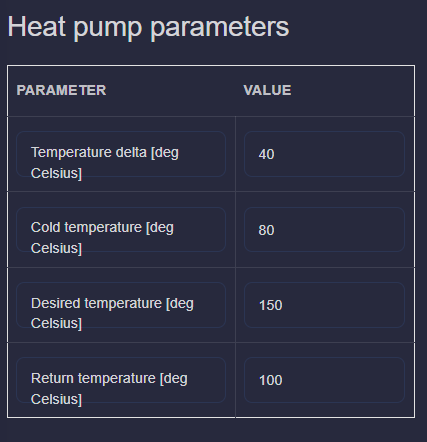 Heat pump parameters
PARAMETER VALUE
Temperature delta [deg
Celsius]
40
Cold temperature [deg
Celsius]
80
Desired temperature [deg
Celsius]
150
Return temperature [deg
Celsius]
100